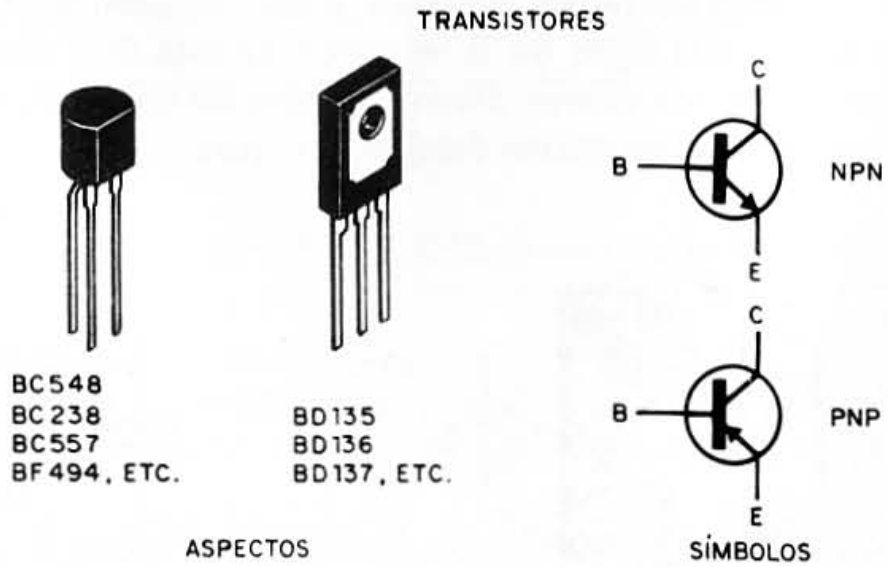 TRANSISTORES
BC548
BC238
BC557
BF494, ETC.
BD135
BD136
BD137, ETC.
ASPECTOS
C
B
NPN
E
C
B
PNP
E
SÍMBOLOS